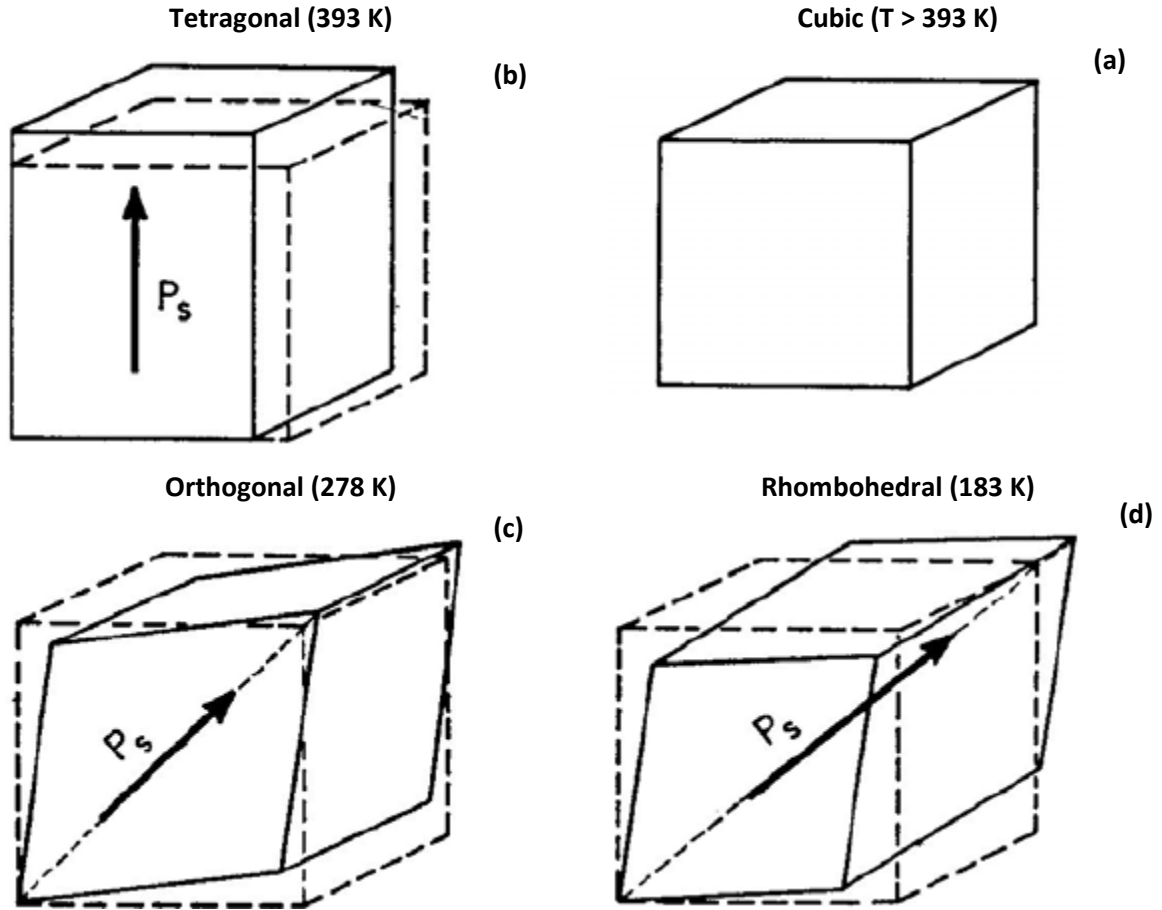 Tetragonal (393 K)
Cubic (T > 393 K)
(b)
(a)
Ps
Orthogonal (278 K)
Rhombohedral (183 K)
(c)
(d)
Ps
Ps